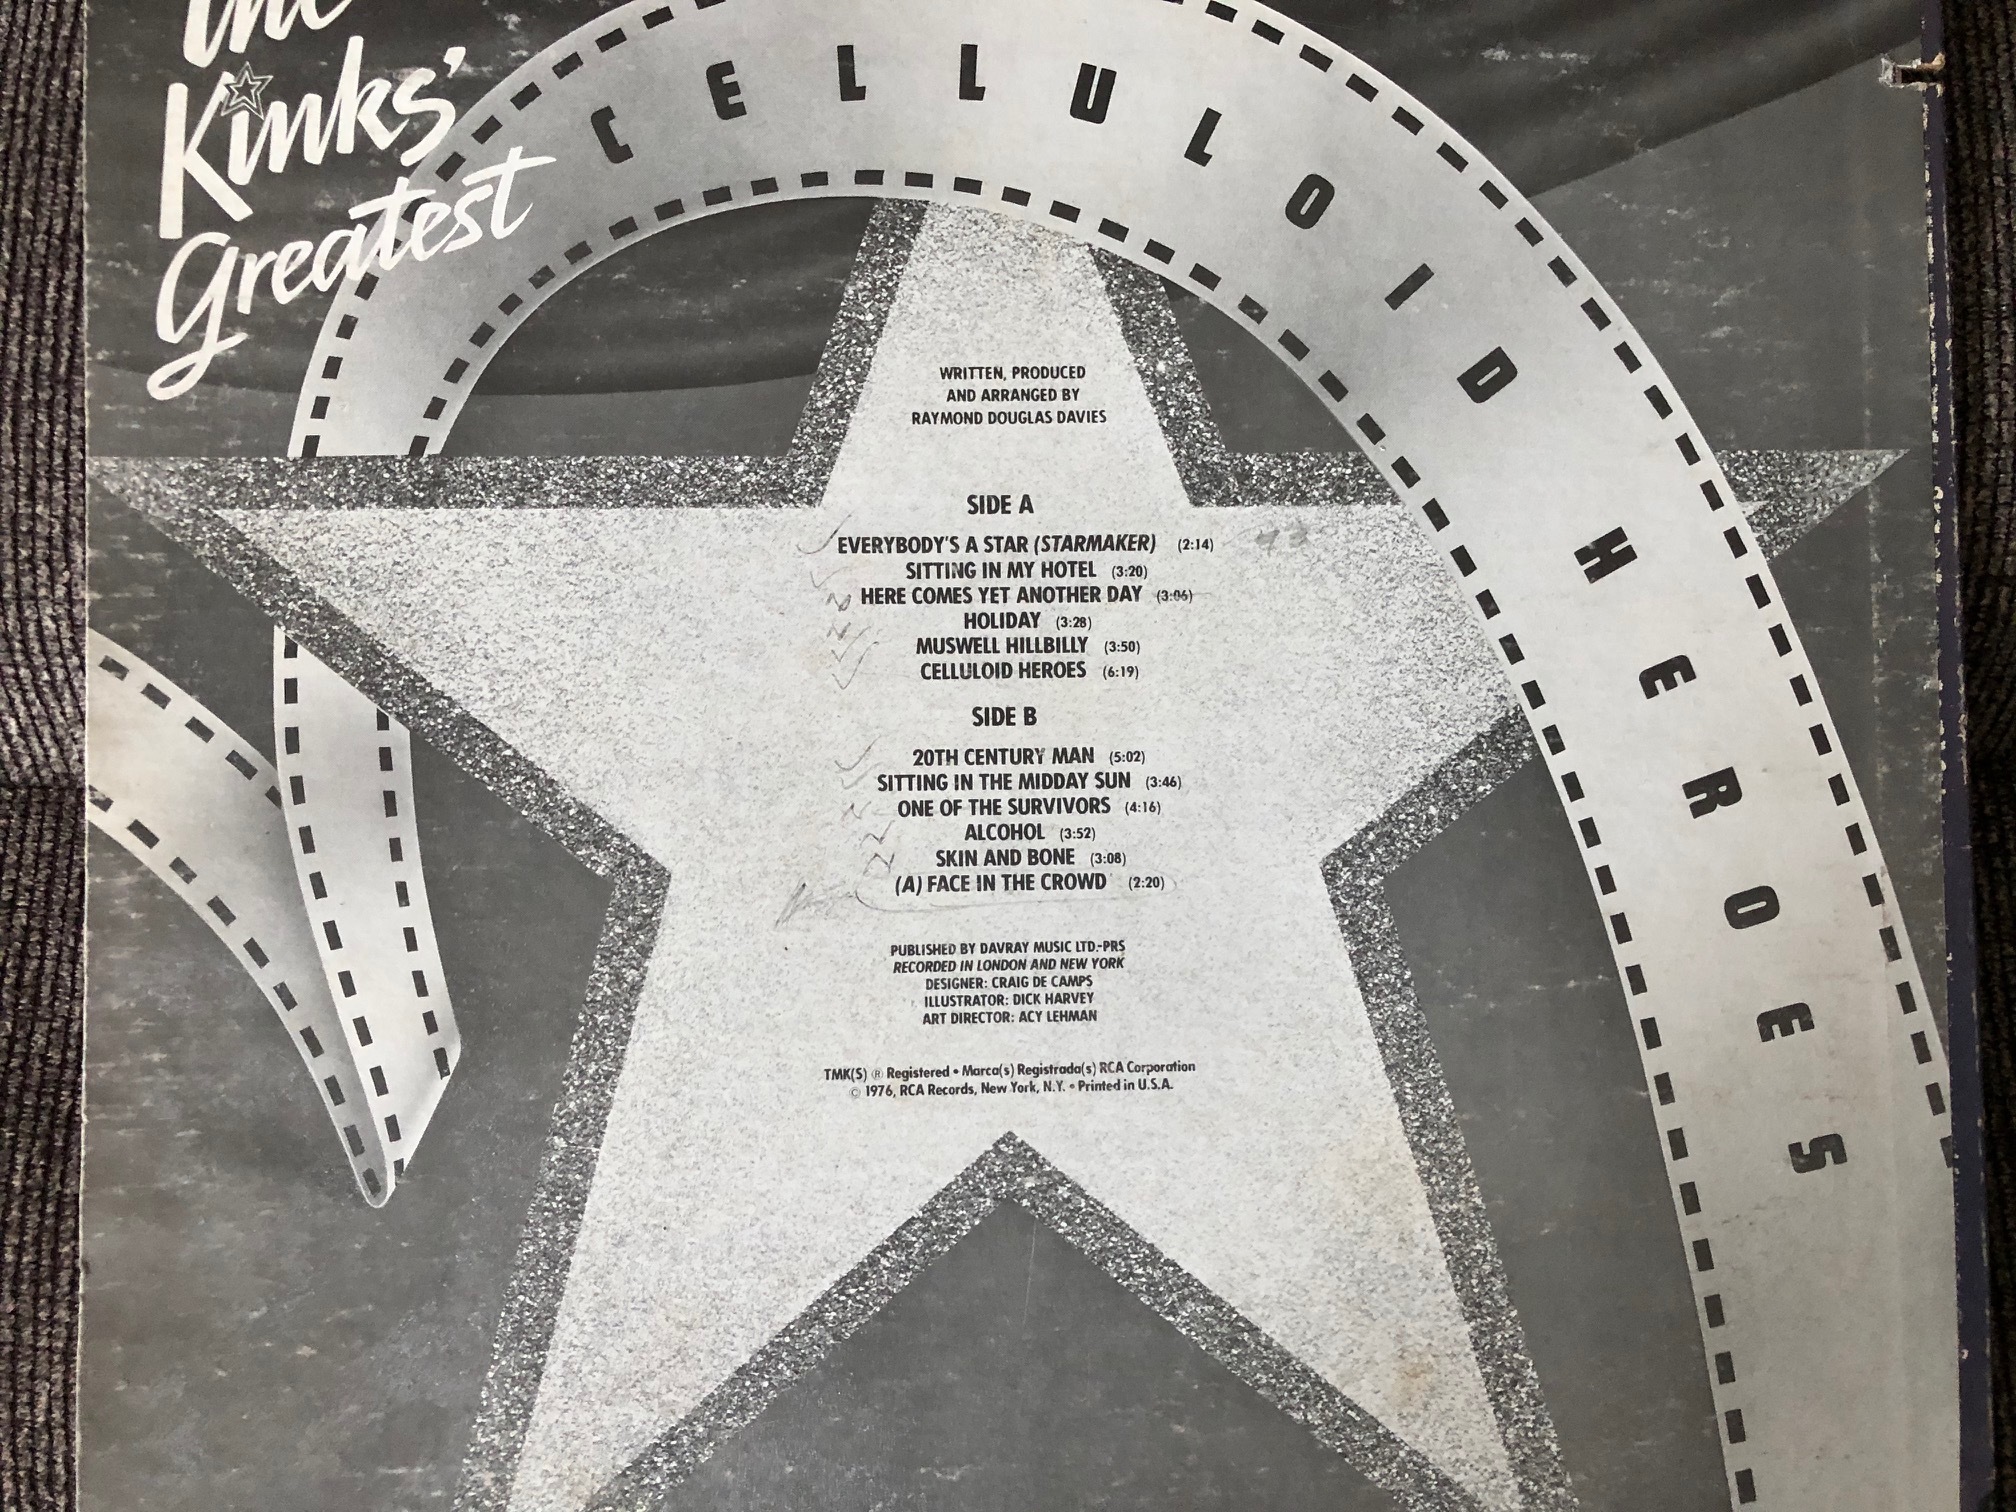 the
Kinks'
Greatest
CELLULOID HEROES
WRITTEN, PRODUCED
AND ARRANGED BY
RAYMOND DOUGLAS DAVIES
SIDE A
EVERYBODY'S A STAR (STARMAKER) (2:14)
SITTING IN MY HOTEL (3:20)
HERE COMES YET ANOTHER DAY (3:06)
HOLIDAY (3:28)
MUSWELL HILLBILLY (3:50)
CELLULOID HEROES (6:19)
SIDE B
20TH CENTURY MAN (5:02)
SITTING IN THE MIDDAY SUN (3:46)
ONE OF THE SURVIVORS (4:16)
ALCOHOL (3:52)
SKIN AND BONE (3:08)
(A) FACE IN THE CROWD (2:20)
PUBLISHED BY DAVRAY MUSIC LTD.-PRS
RECORDED IN LONDON AND NEW YORK
DESIGNER: CRAIG DE CAMPS
ILLUSTRATOR: DICK HARVEY
ART DIRECTOR: ACY LEHMAN
TMK(S) ® Registered • Marca(s) Registrada(s) RCA Corporation
© 1976, RCA Records, New York, N.Y. • Printed in U.S.A.